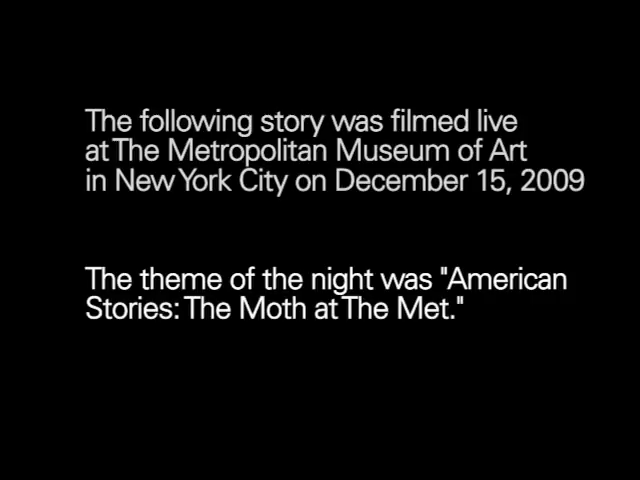 The following story was filmed live
at The Metropolitan Museum of Art
in New York City on December 15, 2009
The theme of the night was "American
Stories: The Moth at The Met."